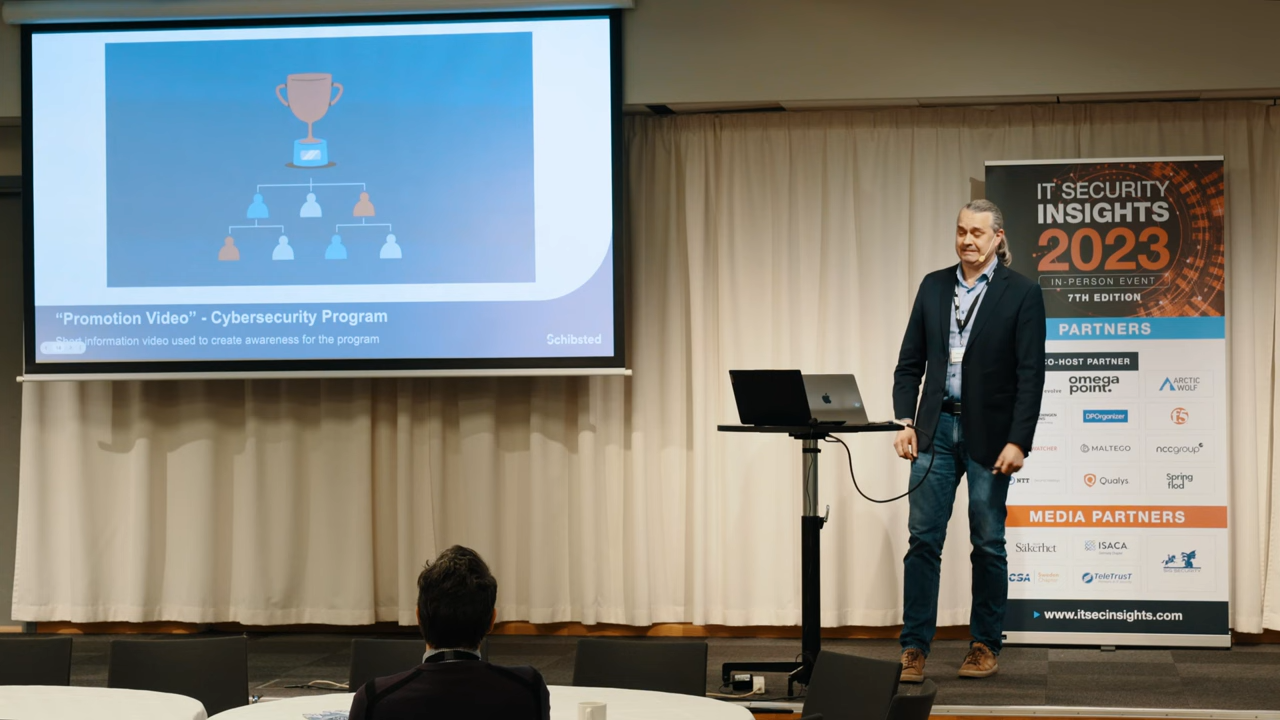 "Promotion Video" - Cybersecurity Program
Short information video used to create awareness for the program
Schibsted
IT SECURITY
INSIGHTS
2023
IN-PERSON EVENT
7TH EDITION
PARTNERS
CO-HOST PARTNER
omega
point.
ARCTIC
WOLF
DPOrganizer
MALTEGO
nccgroup
NTT
Qualys.
Spring
flod
MEDIA PARTNERS
Säkerhet
ISACA
CSA
TeleTrusT
www.itsecinsights.com